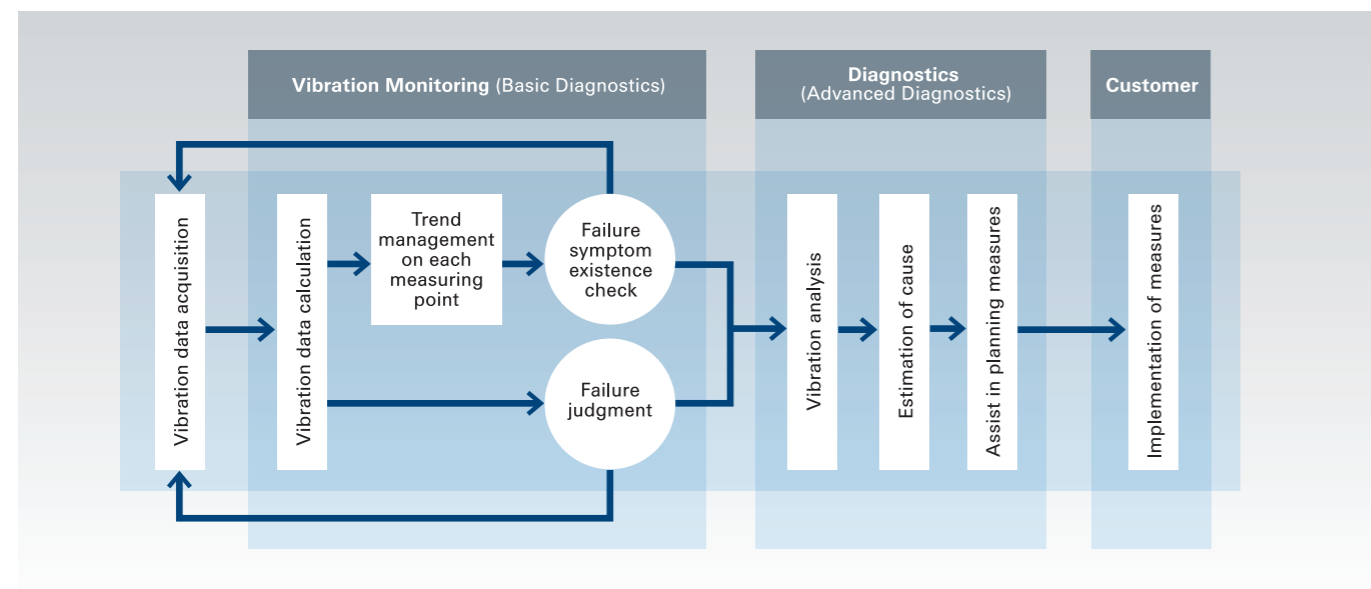 Vibration Monitoring (Basic Diagnostics)
Diagnostics
(Advanced Diagnostics)
Customer
Vibration data acquisition
Vibration data calculation
Trend
management
on each
measuring
point
Failure
symptom
existence
check
Failure
judgment
Vibration analysis
Estimation of cause
Assist in planning measures
Implementation of measures